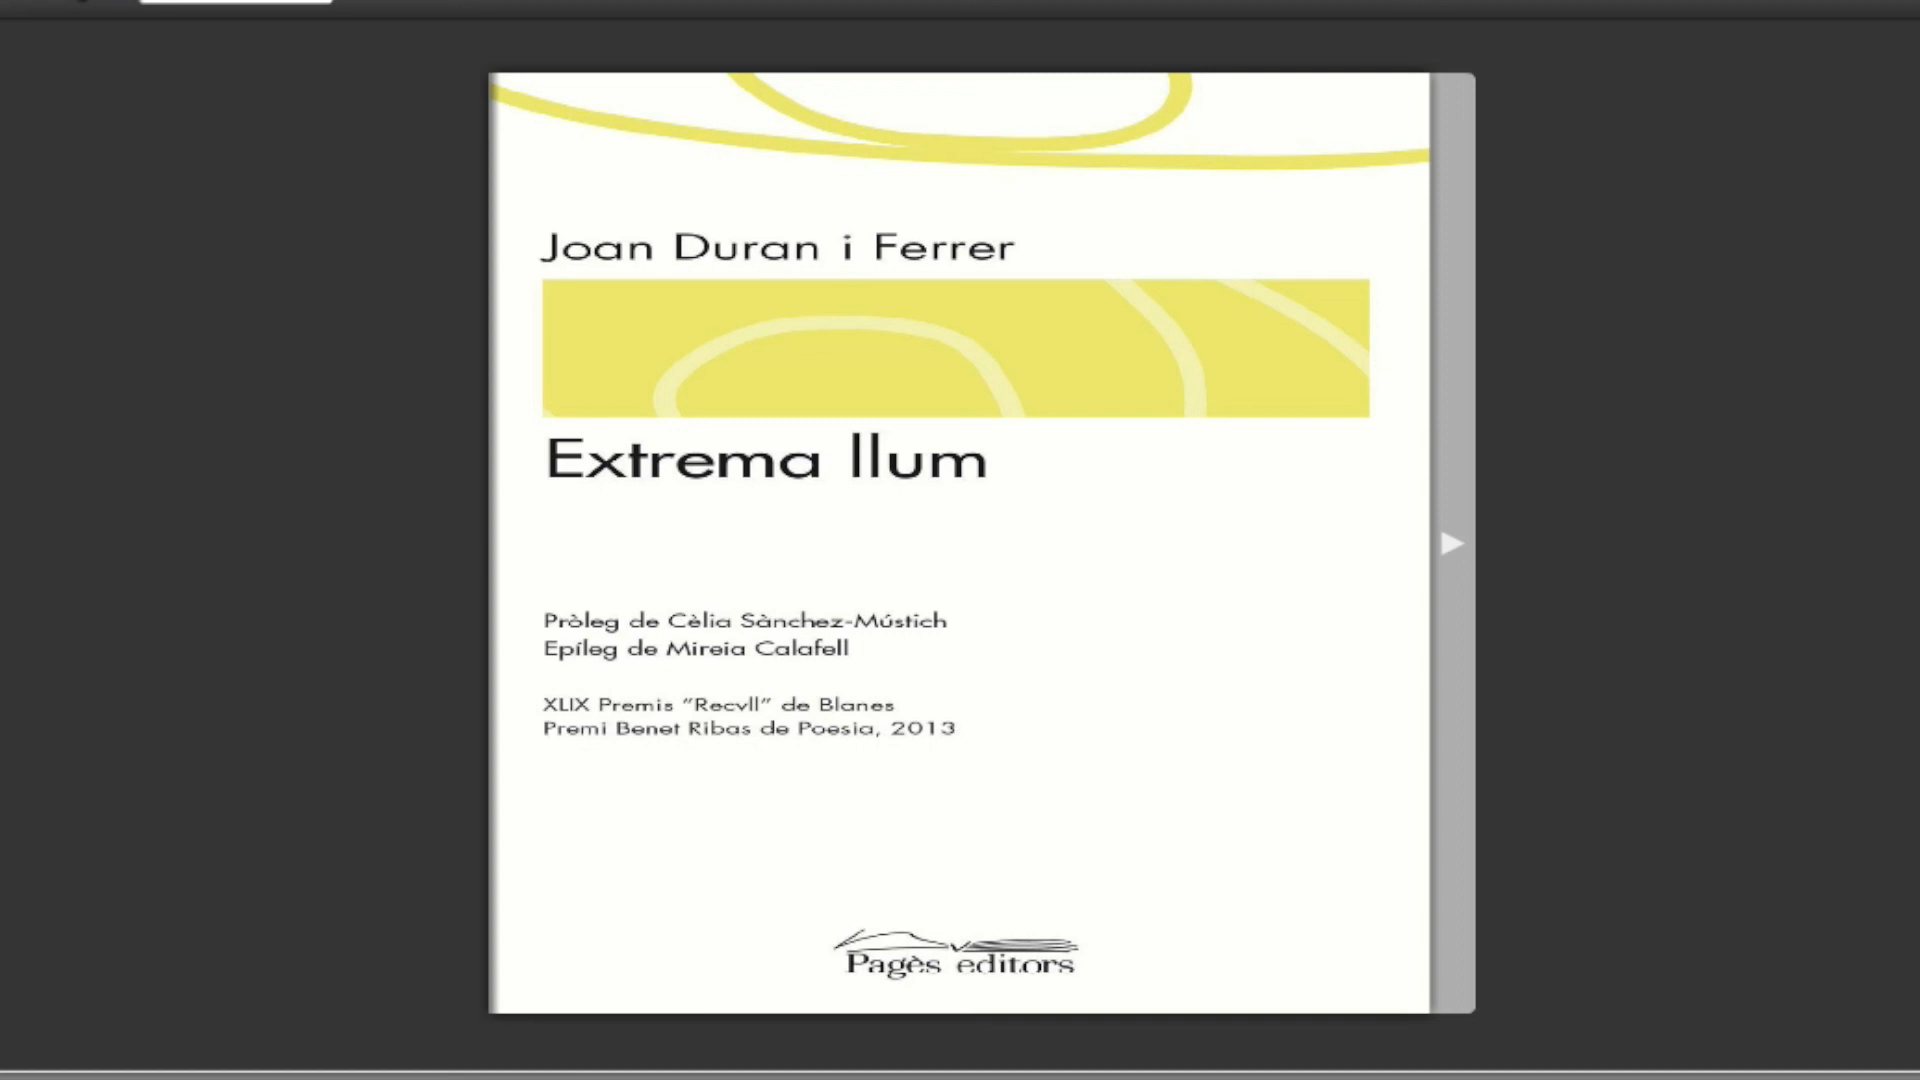 Joan Duran i Ferrer
Extrema llum
Pròleg de Cèlia Sànchez-Mústich
Epíleg de Mireia Calafell
XLIX Premis “Recvll” de Blanes
Premi Benet Ribas de Poesia, 2013
Pagès editors